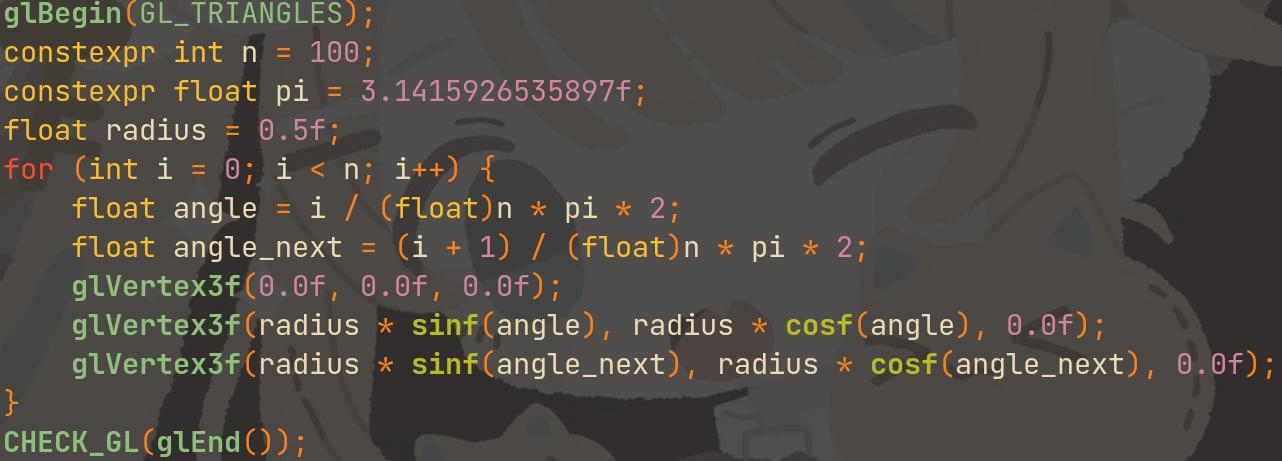 glBegin(GL_TRIANGLES);
constexpr int n = 100;
constexpr float pi = 3.1415926535897f;
float radius = 0.5f;
for (int i = 0; i < n; i++) {
    float angle = i / (float)n * pi * 2;
    float angle_next = (i + 1) / (float)n * pi * 2;
    glVertex3f(0.0f, 0.0f, 0.0f);
    glVertex3f(radius * sinf(angle), radius * cosf(angle), 0.0f);
    glVertex3f(radius * sinf(angle_next), radius * cosf(angle_next), 0.0f);
}
CHECK_GL(glEnd());